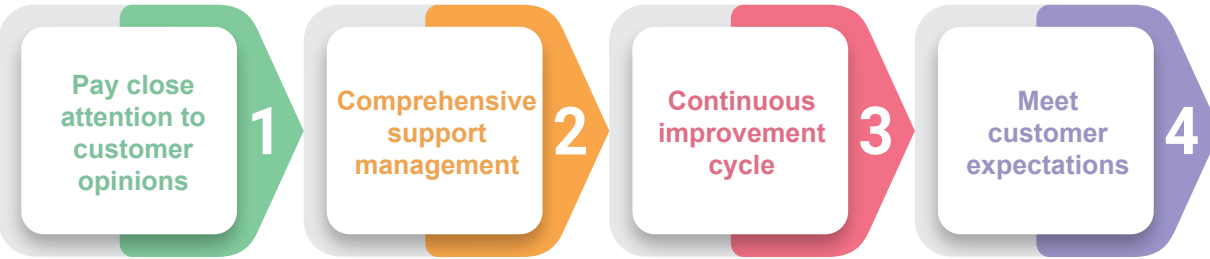 Pay close
attention to
customer
opinions
1
Comprehensive
support
management
2
Continuous
improvement
cycle
3
Meet
customer
expectations
4